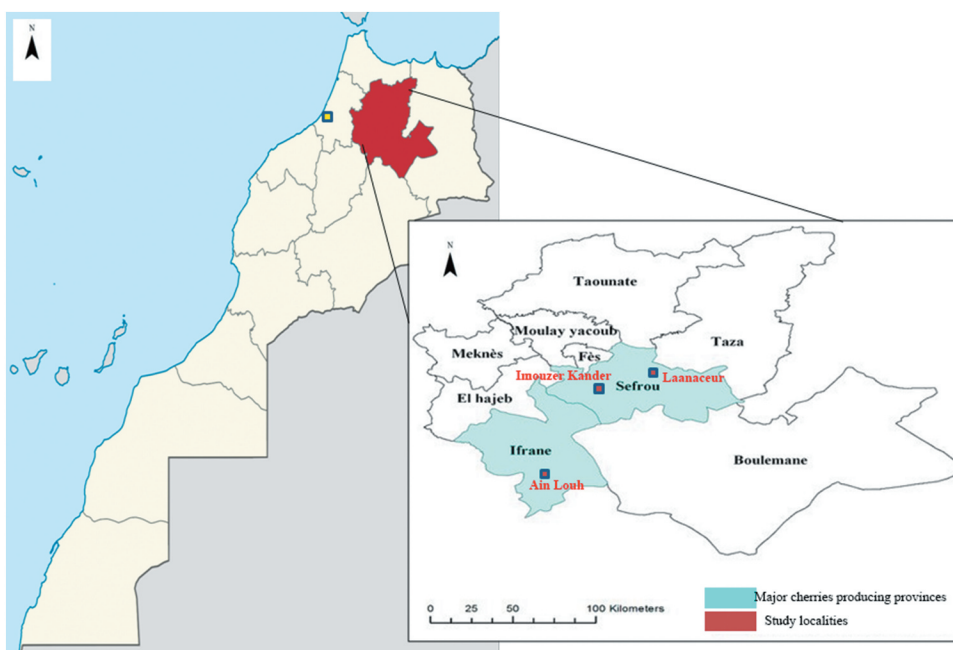 N
N
Taounate
Moulay yacoub
Taza
Meknès
Fès
Imouzer Kander
Laanaceur
Sefrou
El hajeb
Ifrane
Boulemane
Ain Louh
Major cherries producing provinces
0 25 50 100 Kilometers
Study localities